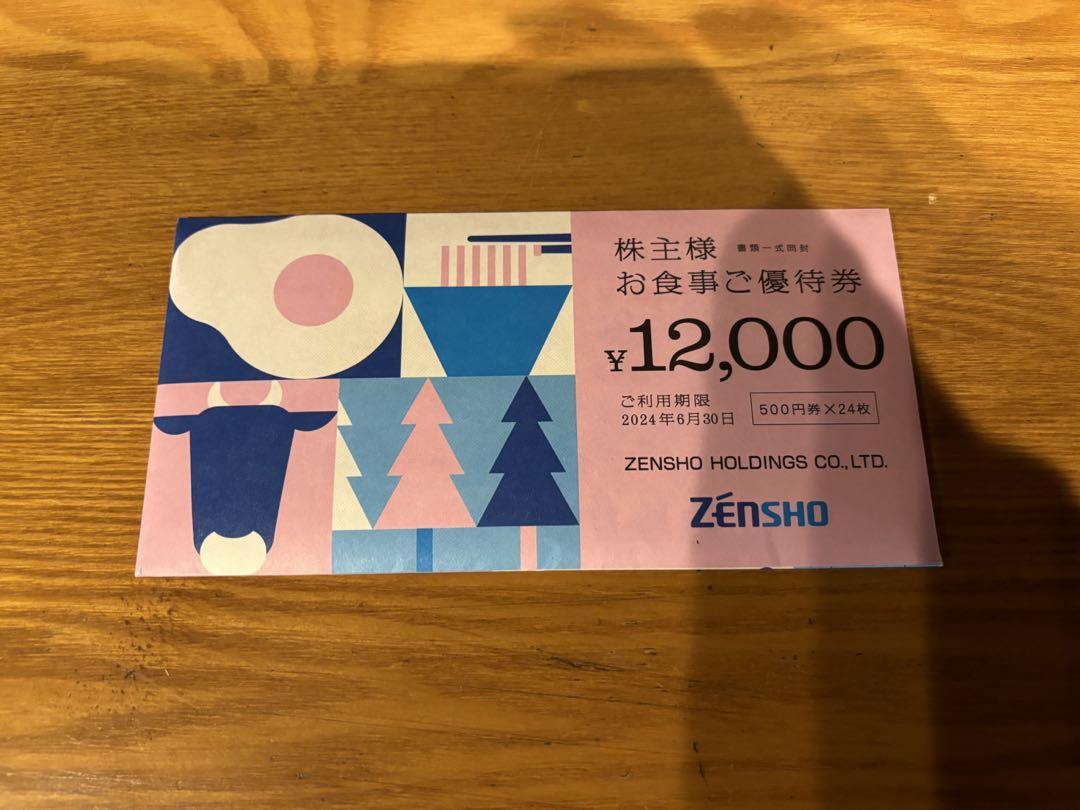 株主様 書類一式同封
お食事ご優待券
¥12,000
ご利用期限
2024年6月30日
500円券×24枚
ZENSHO HOLDINGS CO.,LTD.
ZENSHO